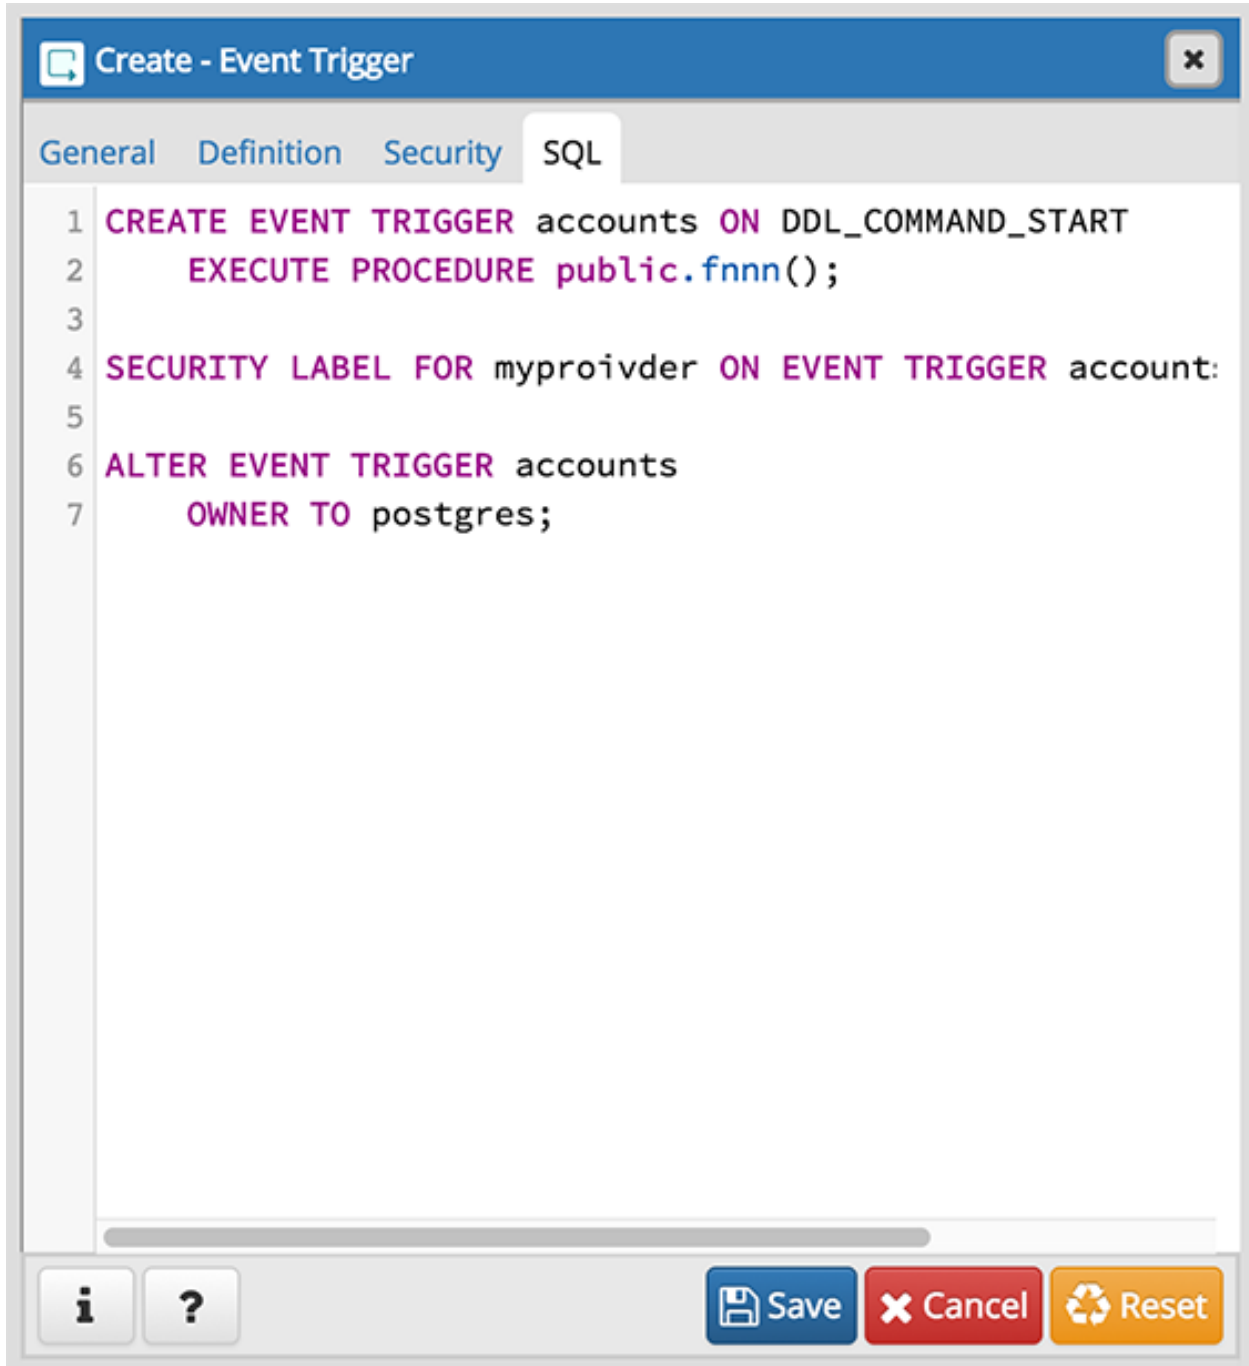 Create - Event Trigger
General Definition Security SQL
1 CREATE EVENT TRIGGER accounts ON DDL_COMMAND_START
2 EXECUTE PROCEDURE public.fnnn();
3
4 SECURITY LABEL FOR myproivder ON EVENT TRIGGER
5
6 ALTER EVENT TRIGGER accounts
7 OWNER TO postgres;
i ? Save Cancel Reset